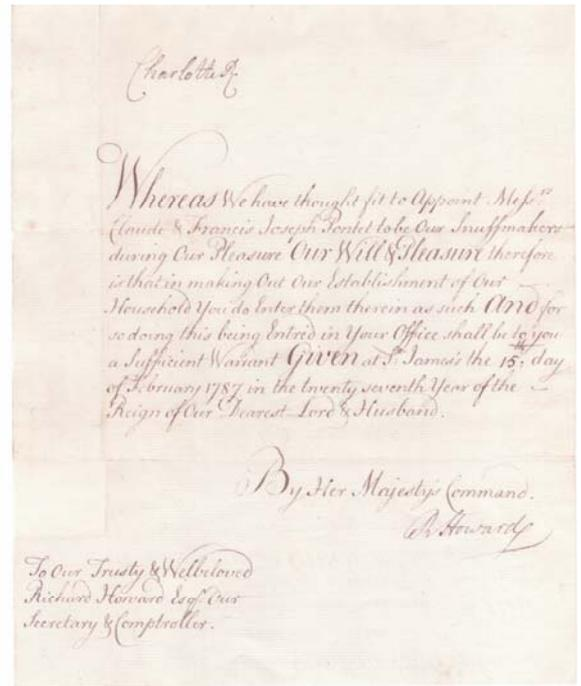 Charlotte R
Whereas We have thought fit to Appoint Mess.rs
Claude & Francis Joseph Pontet to be Our Snuffmakers
during Our Pleasure Our Will & Pleasure therefore
is that in making Out Our Establishment of Our
Household You do Enter them therein as such And for
so doing this being Entred in Your Office shall be to you
a Sufficient Warrant Given at St. James's the 15th. day
of February 1787 in the twenty seventh Year of the
Reign of Our Dearest Lord & Husband.
By Her Majesty's Command.
R Howard
To Our Trusty & Welbeloved
Richard Howard Esqr. Our
Secretary & Comptroller.